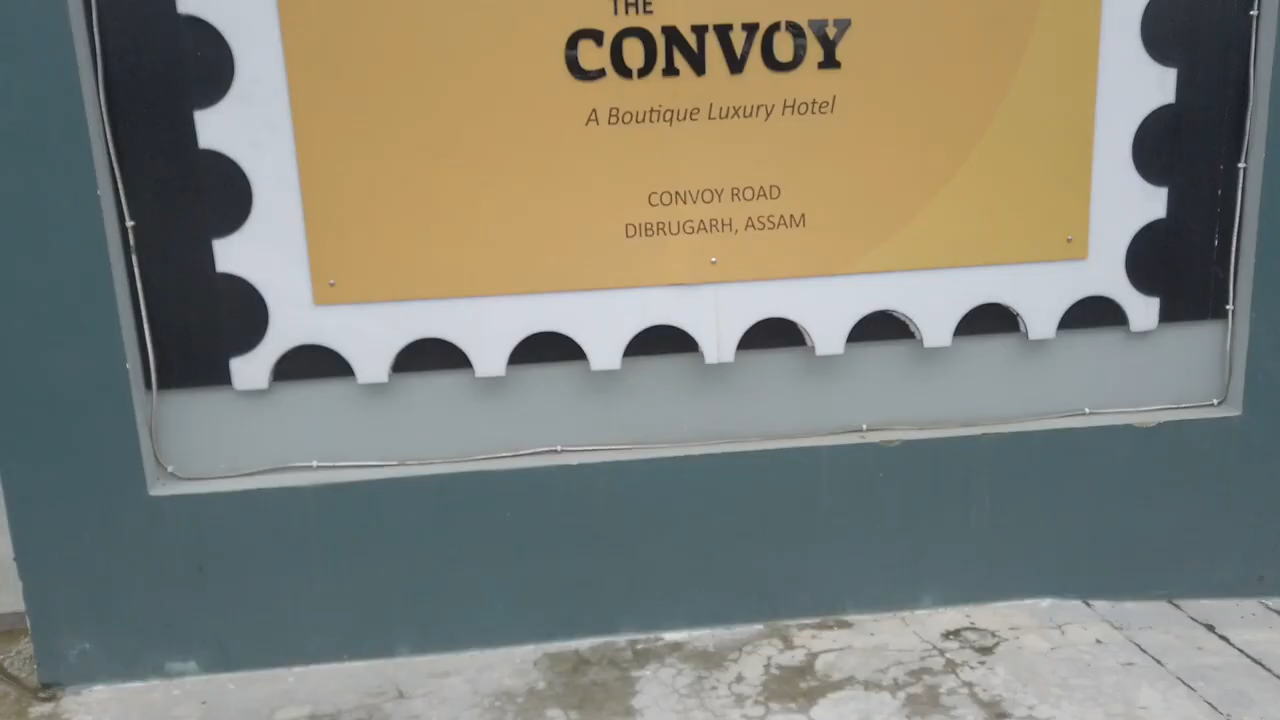 THE
CONVOY
A Boutique Luxury Hotel
CONVOY ROAD
DIBRUGARH, ASSAM